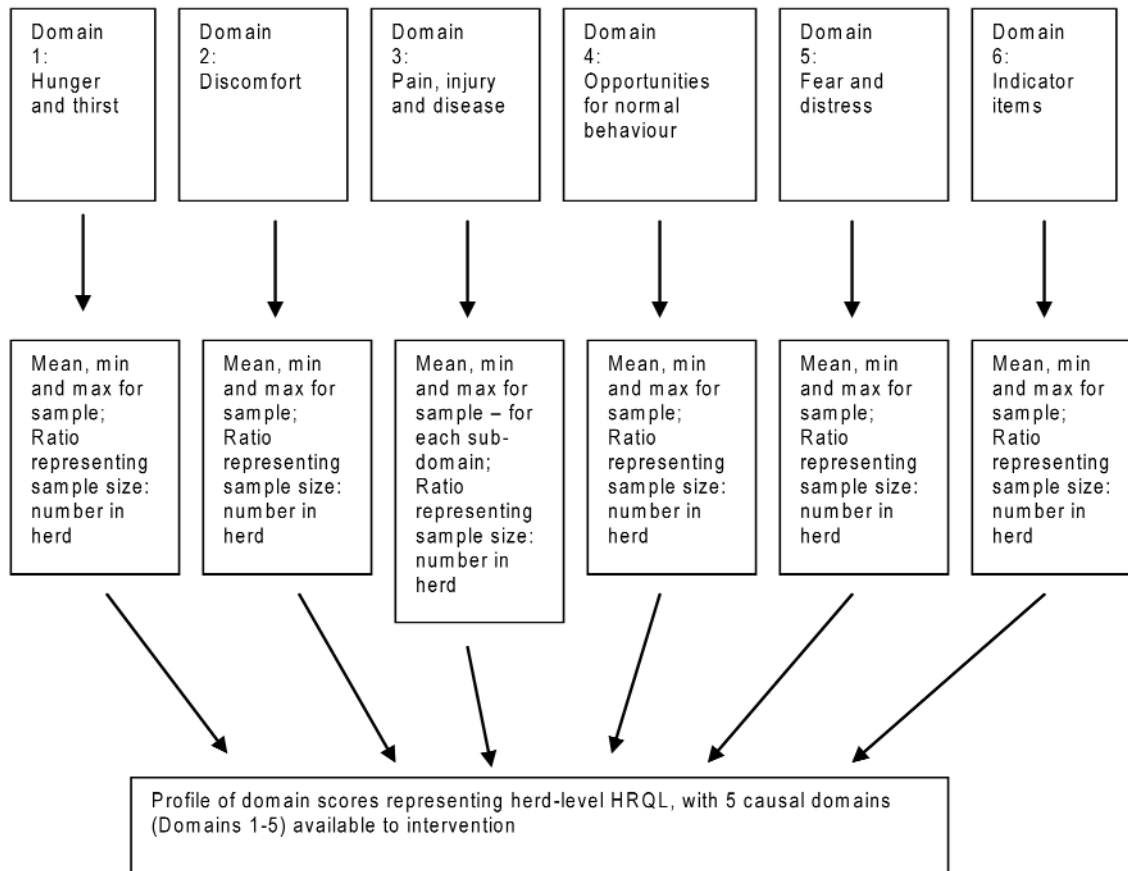 Domain
1:
Hunger
and thirst
Domain
2:
Discomfort
Domain
3:
Pain, injury
and disease
Domain
4:
Opportunities
for normal
behaviour
Domain
5:
Fear and
distress
Domain
6:
Indicator
items
Mean, min
and max for
sample;
Ratio
representing
sample size:
number in
herd
Mean, min
and max for
sample;
Ratio
representing
sample size:
number in
herd
Mean, min
and max for
sample – for
each sub-
domain;
Ratio
representing
sample size:
number in
herd
Mean, min
and max for
sample;
Ratio
representing
sample size:
number in
herd
Mean, min
and max for
sample;
Ratio
representing
sample size:
number in
herd
Mean, min
and max for
sample;
Ratio
representing
sample size:
number in
herd
Profile of domain scores representing herd-level HRQL, with 5 causal domains
(Domains 1-5) available to intervention